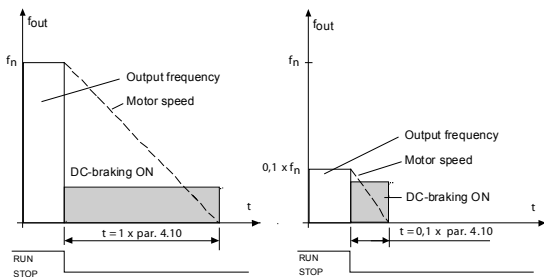 fout
fn
Output frequency
Motor speed
DC-braking ON
t
t = 1 x par. 4.10
RUN
STOP
fout
fn
Output frequency
0,1 x fn
Motor speed
DC-braking ON
t
t = 0,1 x par. 4.10
RUN
STOP